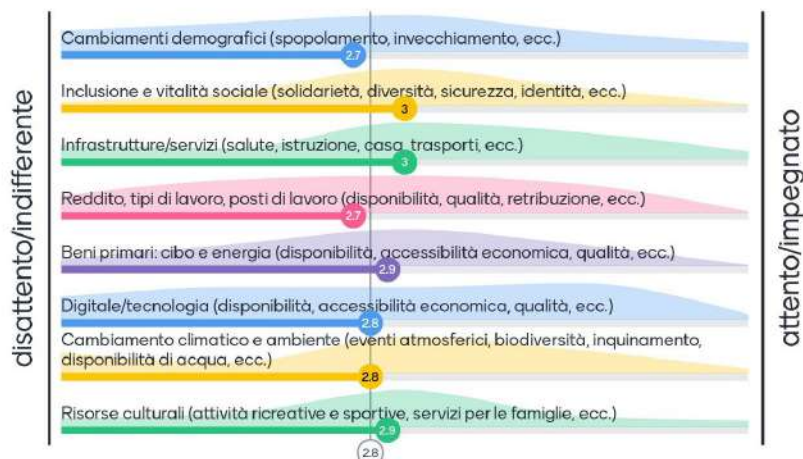 disattento/indifferente
Cambiamenti demografici (spopolamento, invecchiamento, ecc.)
2.7
Inclusione e vitalità sociale (solidarietà, diversità, sicurezza, identità, ecc.)
3
Infrastrutture/servizi (salute, istruzione, casa, trasporti, ecc.)
3
Reddito, tipi di lavoro, posti di lavoro (disponibilità, qualità, retribuzione, ecc.)
2.7
Beni primari: cibo e energia (disponibilità, accessibilità economica, qualità, ecc.)
2.9
Digitale/tecnologia (disponibilità, accessibilità economica, qualità, ecc.)
2.8
Cambiamento climatico e ambiente (eventi atmosferici, biodiversità, inquinamento,
disponibilità di acqua, ecc.)
2.8
Risorse culturali (attività ricreative e sportive, servizi per le famiglie, ecc.)
2.9
2.8
attento/impegnato